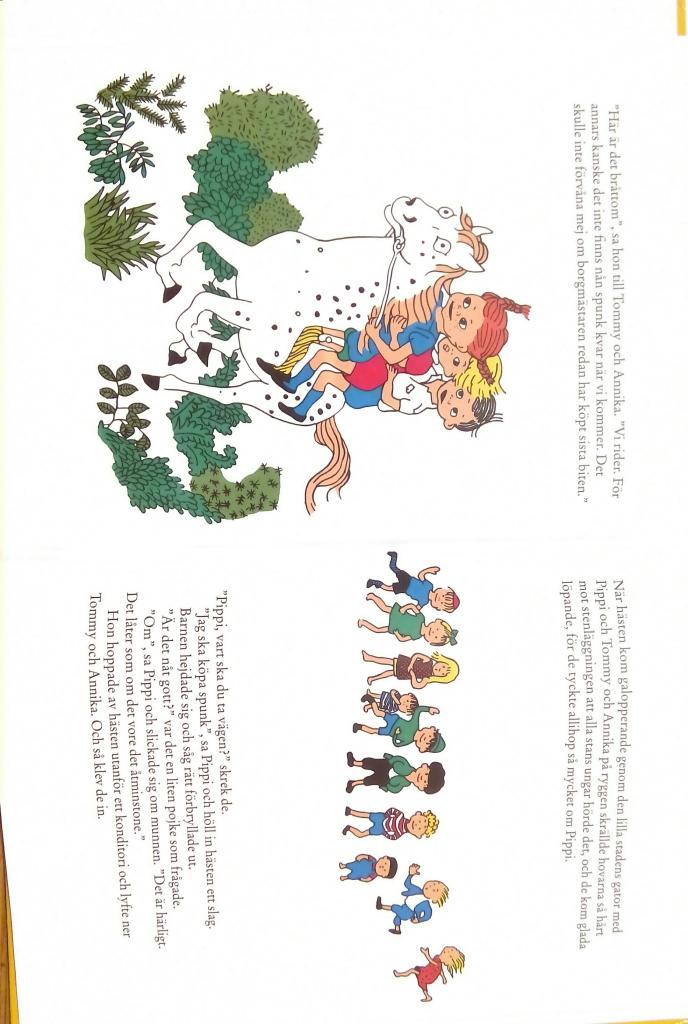 "Här är det bråttom", sa hon till Tommy och Annika. "Vi rider. För
annars kanske det inte finns nån spunk kvar när vi kommer. Det
skulle inte förvåna mej om borgmästaren redan har köpt sista biten."
När hästen kom galopperande genom den lilla stadens gator med
Pippi och Tommy och Annika på ryggen skrällde hovarna så hårt
mot stenläggningen att alla stans ungar hörde det, och de kom glada
löpande, för de tyckte allihop så mycket om Pippi.
"Pippi, vart ska du ta vägen?" skrek de.
"Jag ska köpa spunk", sa Pippi och höll in hästen ett slag.
Barnen hejdade sig och såg rätt förbryllade ut.
"Är det nåt gott?" var det en liten pojke som frågade.
"Om", sa Pippi och slickade sig om munnen. "Det är härligt.
Det låter som om det vore det åtminstone."
Hon hoppade av hästen utanför ett konditori och lyfte ner
Tommy och Annika. Och så klev de in.